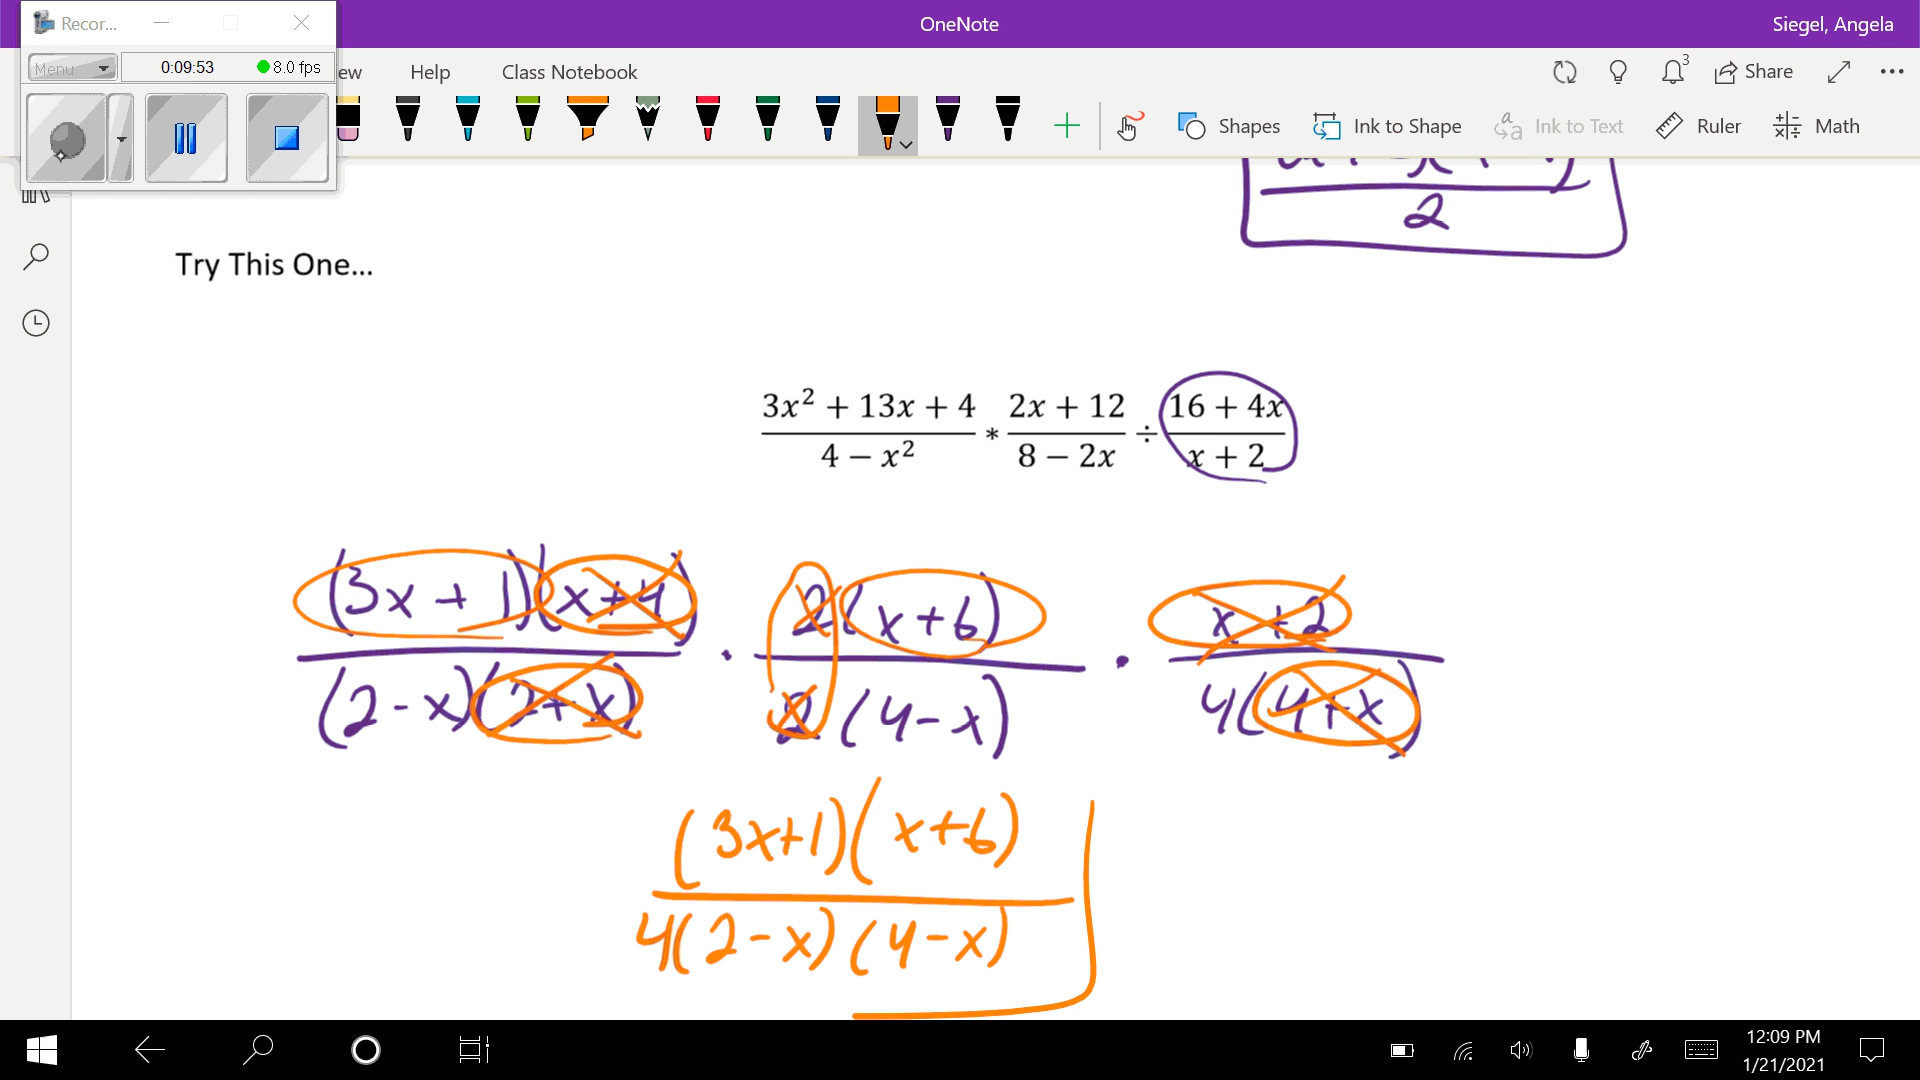 Recor...
OneNote
Siegel, Angela
Menu 0:09:53 8.0 fps
ew Help Class Notebook 3 Share
Shapes Ink to Shape Ink to Text Ruler Math
2
Try This One...
3x² + 13x + 4 / 4 − x² * 2x + 12 / 8 − 2x ÷ 16 + 4x / x + 2
(3x + 1)(x+4) / (2-x)(2+x) · 2(x+6) / 2(4-x) · x+2 / 4(4+x)
(3x+1)(x+6) / 4(2-x)(4-x)
12:09 PM
1/21/2021